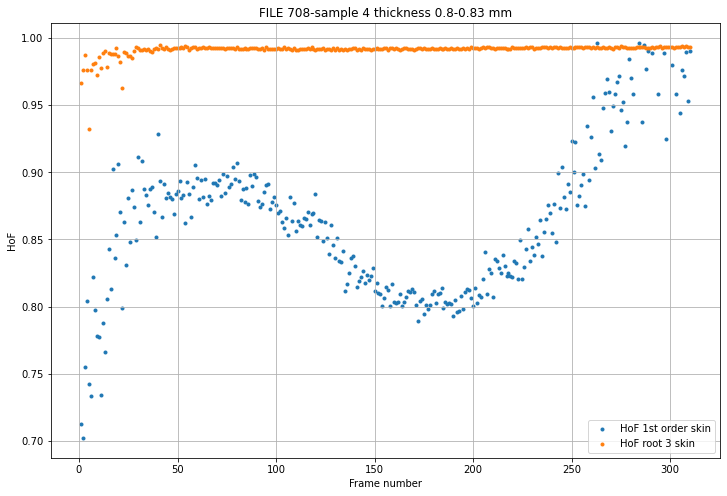 FILE 708-sample 4 thickness 0.8-0.83 mm
1.00
0.95
0.90
0.85
0.80
0.75
0.70
HoF
0 50 100 150 200 250 300
Frame number
HoF 1st order skin
HoF root 3 skin